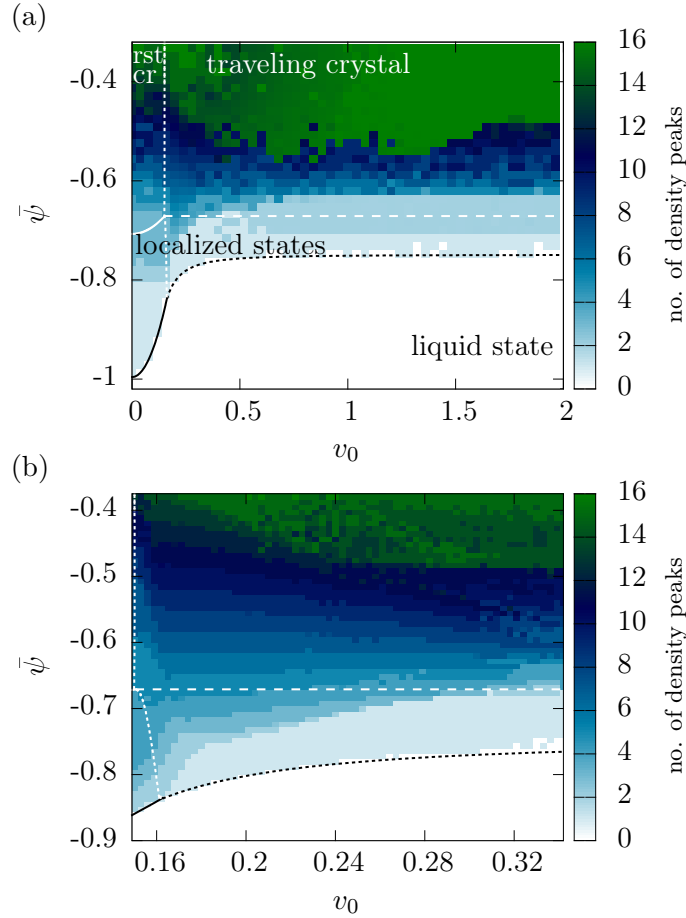 (a)
rst
cr
traveling crystal
localized states
liquid state
-0.4
-0.6
-0.8
-1
ψ̄
0
0.5
1
1.5
2
v₀
16
14
12
10
8
6
4
2
0
no. of density peaks
(b)
-0.4
-0.5
-0.6
-0.7
-0.8
-0.9
ψ̄
0.16
0.2
0.24
0.28
0.32
v₀
16
14
12
10
8
6
4
2
0
no. of density peaks